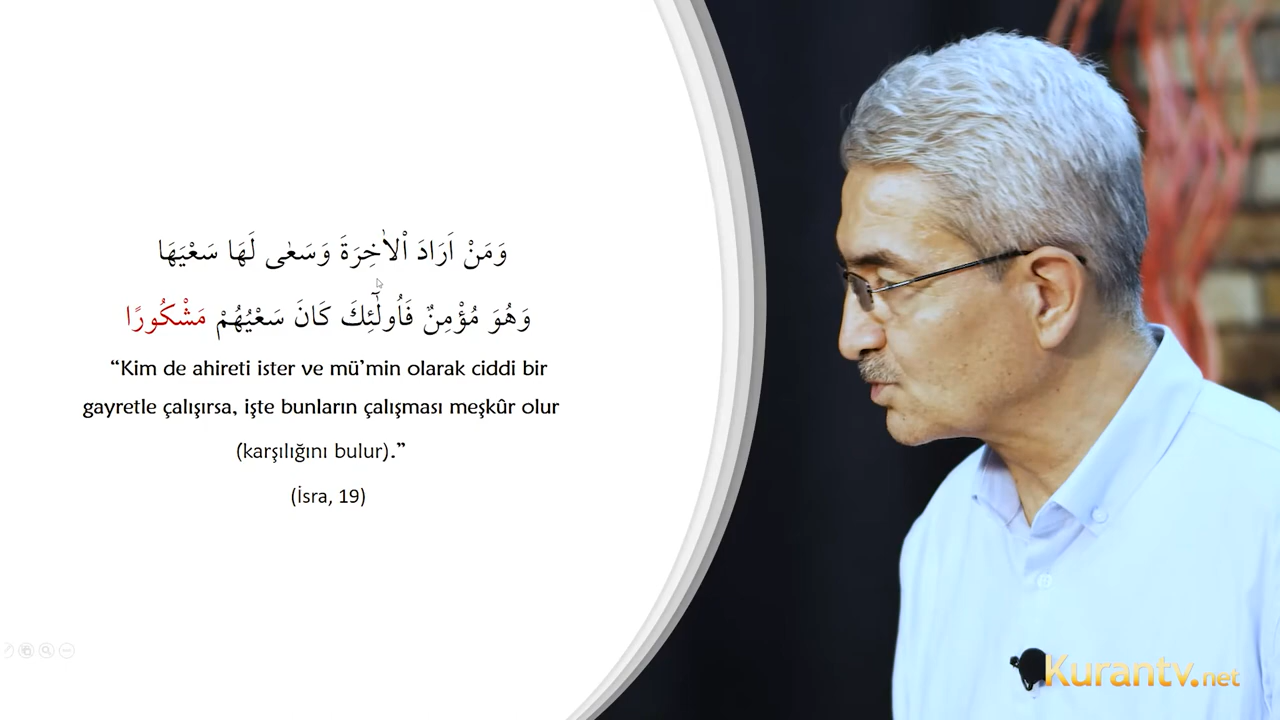 وَمَنْ اَرَادَ الْاٰخِرَةَ وَسَعٰى لَهَا سَعْيَهَا
وَهُوَ مُؤْمِنٌ فَاُولٰٓئِكَ كَانَ سَعْيُهُمْ مَشْكُورًا
“Kim de ahireti ister ve mü’min olarak ciddi bir
gayretle çalışırsa, işte bunların çalışması meşkûr olur
(karşılığını bulur).”
(İsra, 19)
Kurantv.net